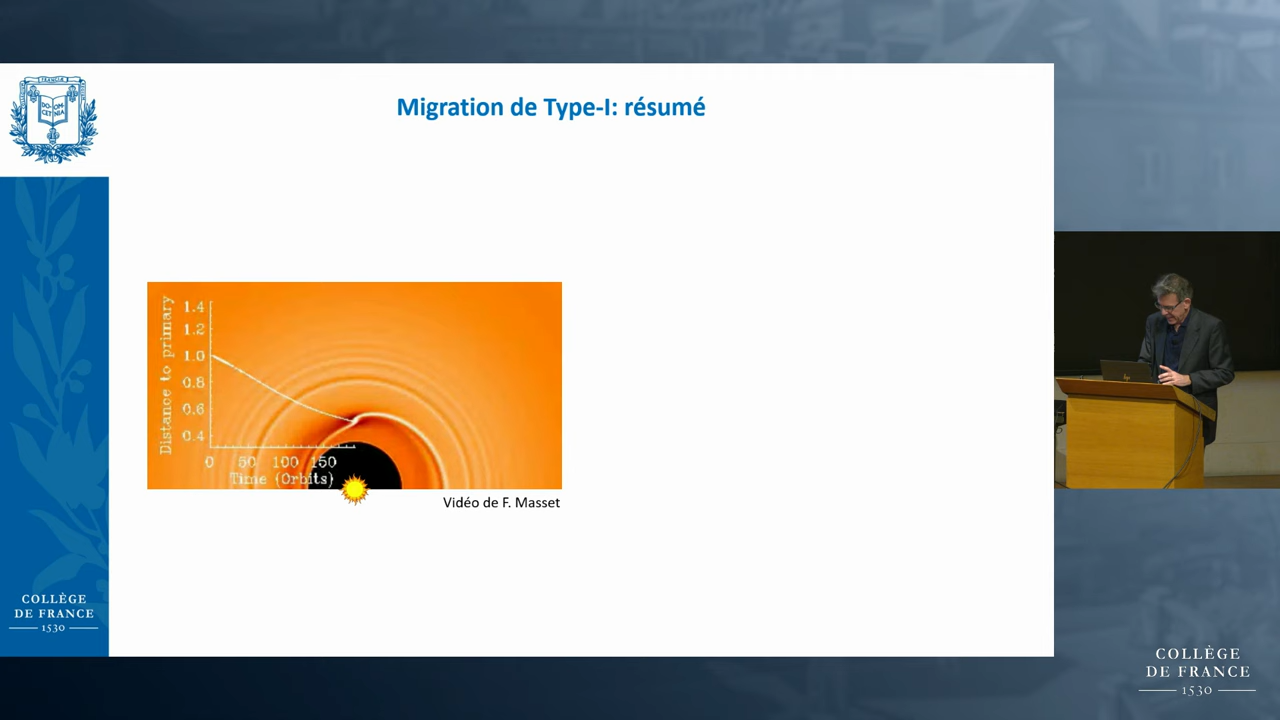 Migration de Type-I: résumé
Distance to primary
1.4
1.2
1.0
0.8
0.6
0.4
0 50 100 150
Time (Orbits)
Vidéo de F. Masset
COLLÈGE
DE FRANCE
1530
COLLÈGE
DE FRANCE
1530
hp